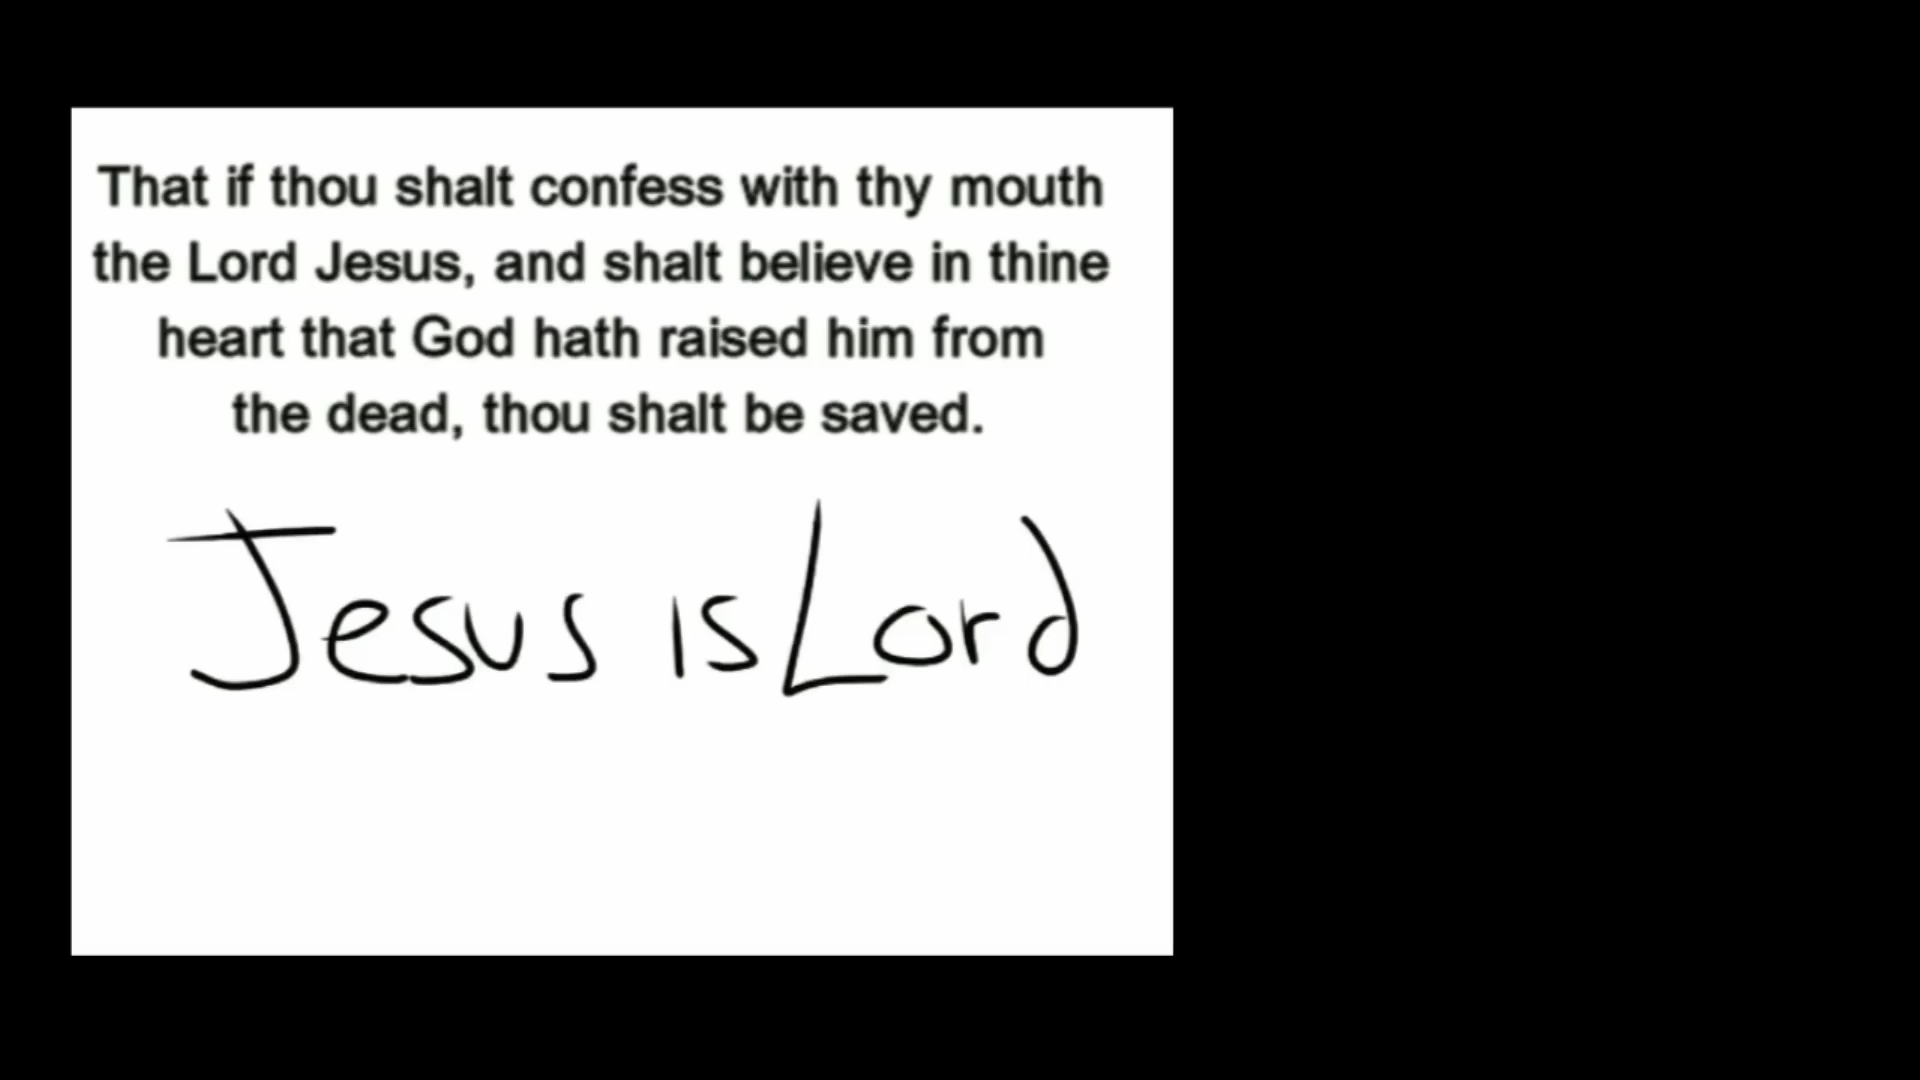 That if thou shalt confess with thy mouth
the Lord Jesus, and shalt believe in thine
heart that God hath raised him from
the dead, thou shalt be saved.
Jesus is Lord